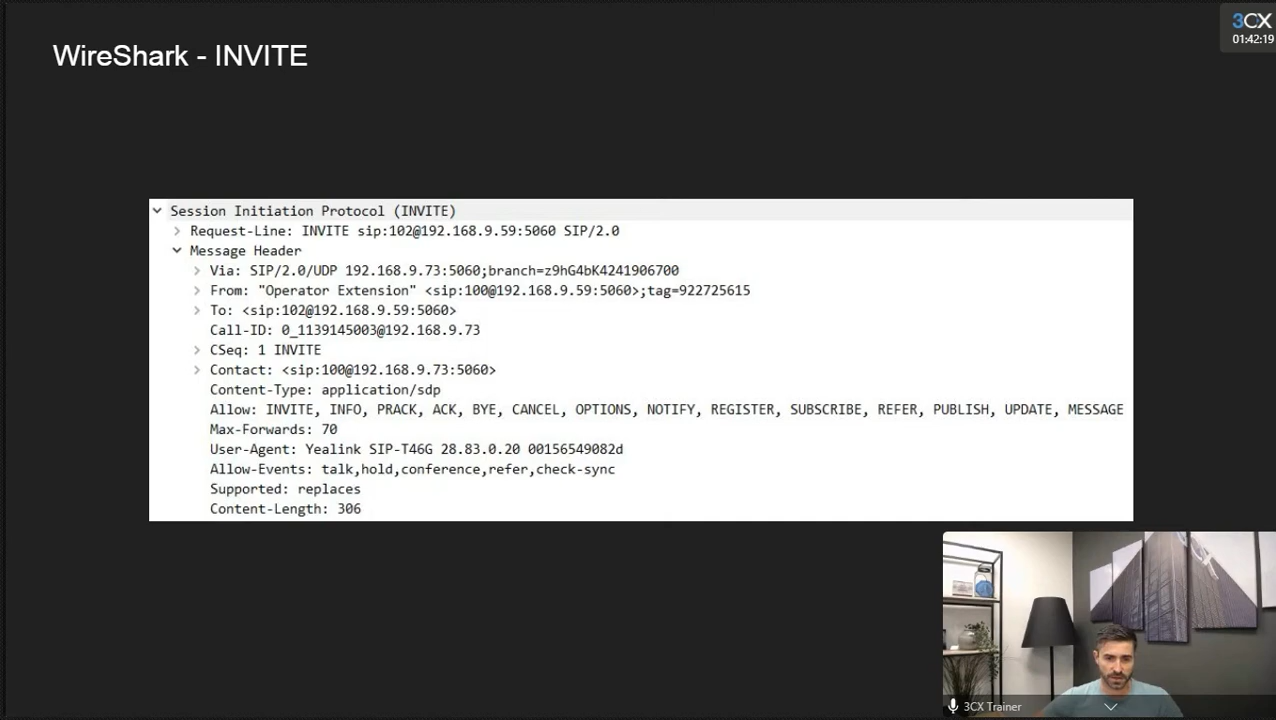 3CX
01:42:19
WireShark - INVITE
Session Initiation Protocol (INVITE)
Request-Line: INVITE sip:102@192.168.9.59:5060 SIP/2.0
Message Header
Via: SIP/2.0/UDP 192.168.9.73:5060;branch=z9hG4bK4241906700
From: "Operator Extension" <sip:100@192.168.9.59:5060>;tag=922725615
To: <sip:102@192.168.9.59:5060>
Call-ID: 0_1139145003@192.168.9.73
CSeq: 1 INVITE
Contact: <sip:100@192.168.9.73:5060>
Content-Type: application/sdp
Allow: INVITE, INFO, PRACK, ACK, BYE, CANCEL, OPTIONS, NOTIFY, REGISTER, SUBSCRIBE, REFER, PUBLISH, UPDATE, MESSAGE
Max-Forwards: 70
User-Agent: Yealink SIP-T46G 28.83.0.20 00156549082d
Allow-Events: talk,hold,conference,refer,check-sync
Supported: replaces
Content-Length: 306
3CX Trainer